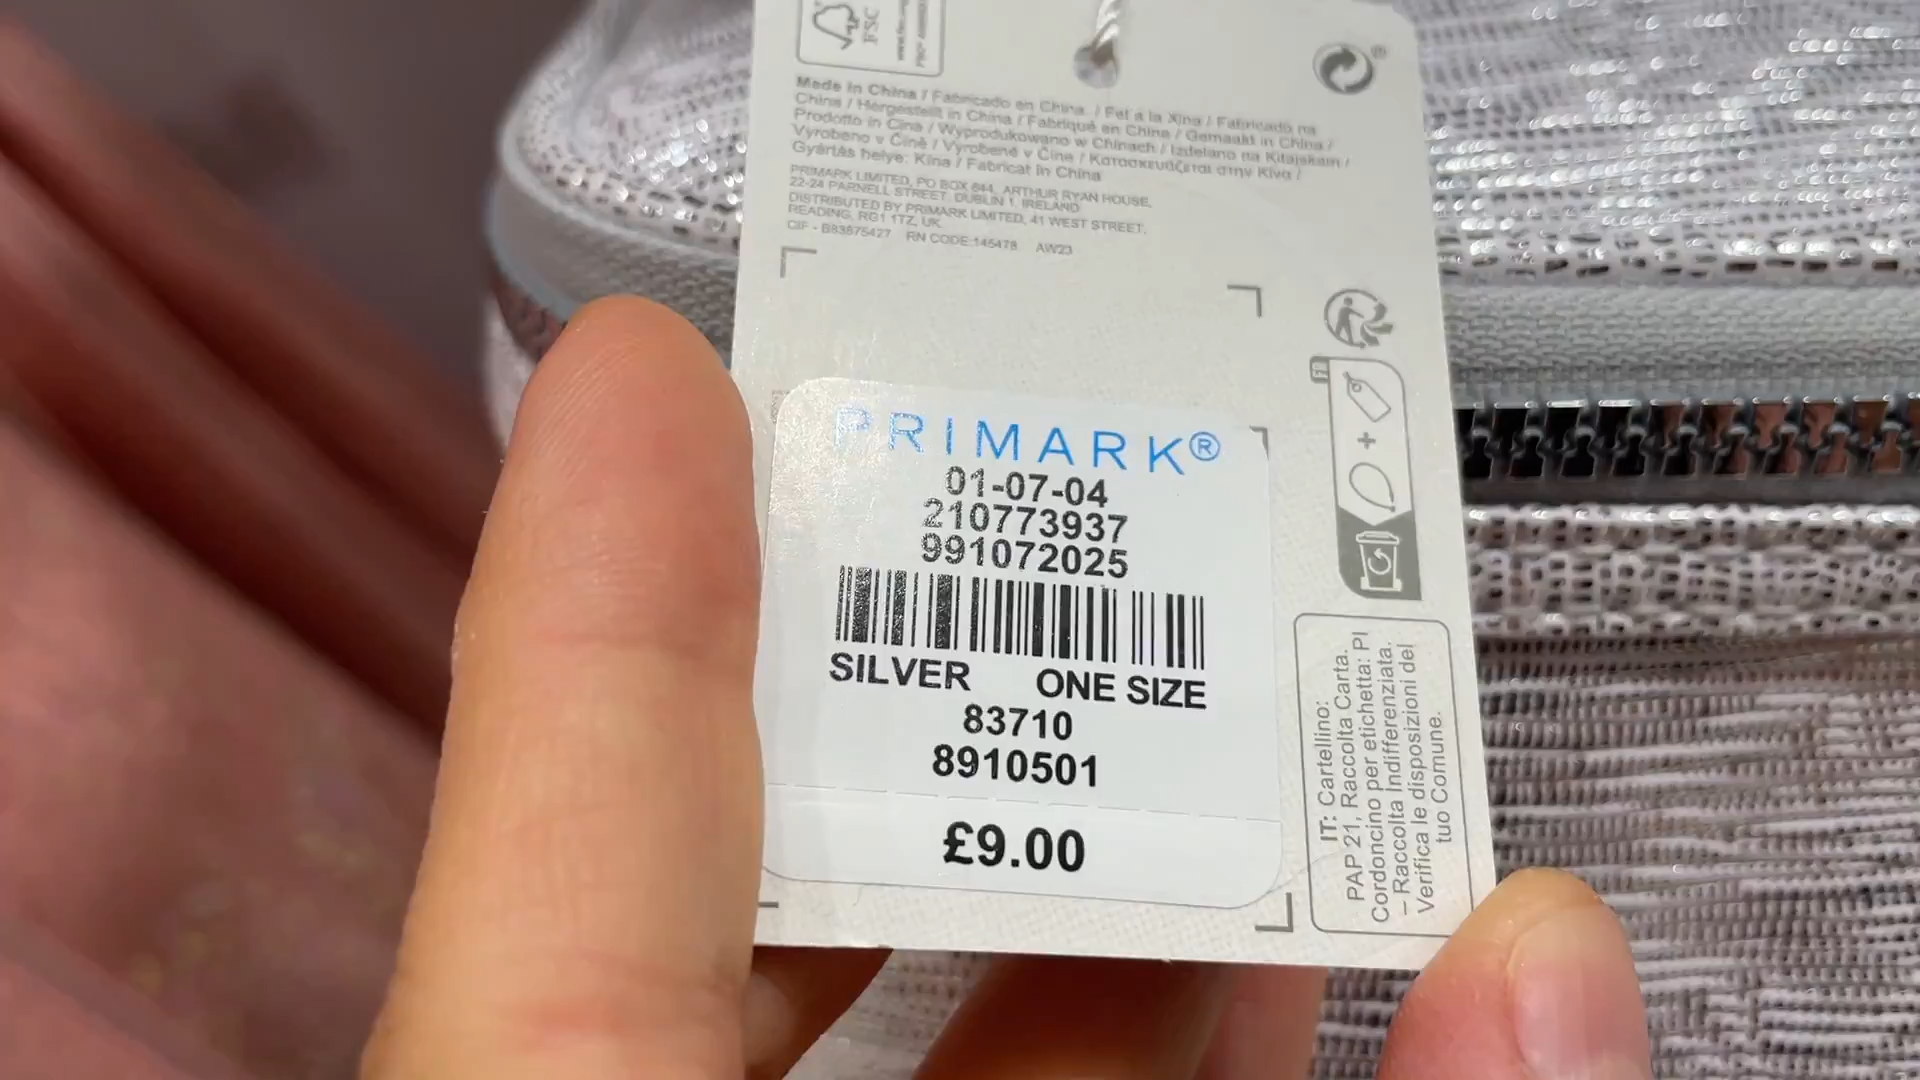 FSC
Made in China / Fabricado en China / Fet a la Xina / Fabricado na
China / Hergestellt in China / Fabriqué en Chine / Gemaakt in China /
Prodotto in Cina / Wyprodukowano w Chinach / Izdelano na Kitajskem /
Vyrobeno v Číně / Vyrobené v Číne / Κατασκευάζεται στην Κίνα /
Gyártás helye: Kína / Fabricat în China
PRIMARK LIMITED, PO BOX 644, ARTHUR RYAN HOUSE,
22-24 PARNELL STREET, DUBLIN 1, IRELAND
DISTRIBUTED BY PRIMARK LIMITED, 41 WEST STREET,
READING, RG1 1TZ, UK
CIF - B83875427 RN CODE:145478 AW23
FR
PRIMARK®
01-07-04
210773937
991072025
SILVER ONE SIZE
83710
8910501
£9.00
IT: Cartellino:
PAP 21, Raccolta Carta.
Cordoncino per etichetta: PI
– Raccolta Indifferenziata.
Verifica le disposizioni del
tuo Comune.